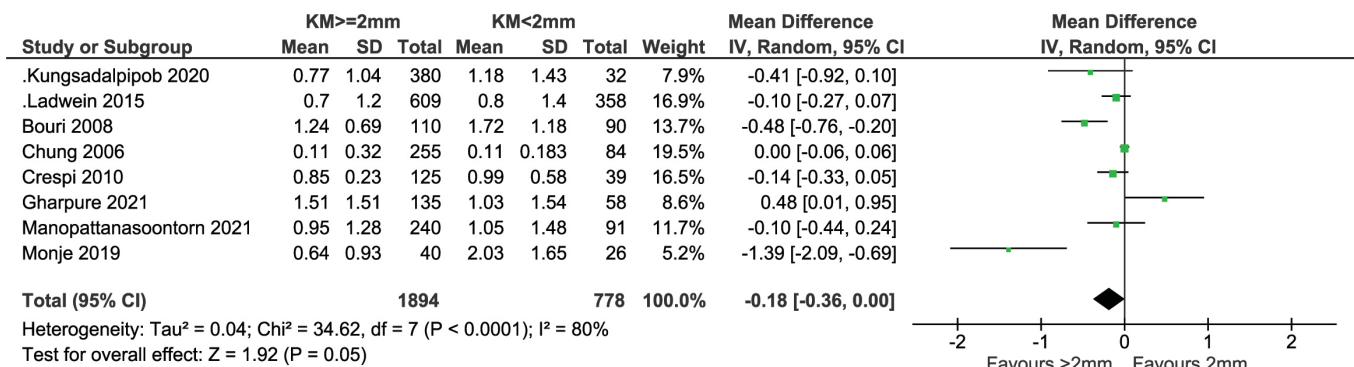 KM>=2mm KM<2mm Mean Difference Mean Difference
Study or Subgroup Mean SD Total Mean SD Total Weight IV, Random, 95% CI IV, Random, 95% CI
.Kungsadalpipob 2020 0.77 1.04 380 1.18 1.43 32 7.9% -0.41 [-0.92, 0.10]
.Ladwein 2015 0.7 1.2 609 0.8 1.4 358 16.9% -0.10 [-0.27, 0.07]
Bouri 2008 1.24 0.69 110 1.72 1.18 90 13.7% -0.48 [-0.76, -0.20]
Chung 2006 0.11 0.32 255 0.11 0.183 84 19.5% 0.00 [-0.06, 0.06]
Crespi 2010 0.85 0.23 125 0.99 0.58 39 16.5% -0.14 [-0.33, 0.05]
Gharpure 2021 1.51 1.51 135 1.03 1.54 58 8.6% 0.48 [0.01, 0.95]
Manopattanasoontorn 2021 0.95 1.28 240 1.05 1.48 91 11.7% -0.10 [-0.44, 0.24]
Monje 2019 0.64 0.93 40 2.03 1.65 26 5.2% -1.39 [-2.09, -0.69]
Total (95% CI) 1894 778 100.0% -0.18 [-0.36, 0.00]
Heterogeneity: Tau² = 0.04; Chi² = 34.62, df = 7 (P < 0.0001); I² = 80%
Test for overall effect: Z = 1.92 (P = 0.05)
-2 -1 0 1 2
Favours >2mm Favours 2mm